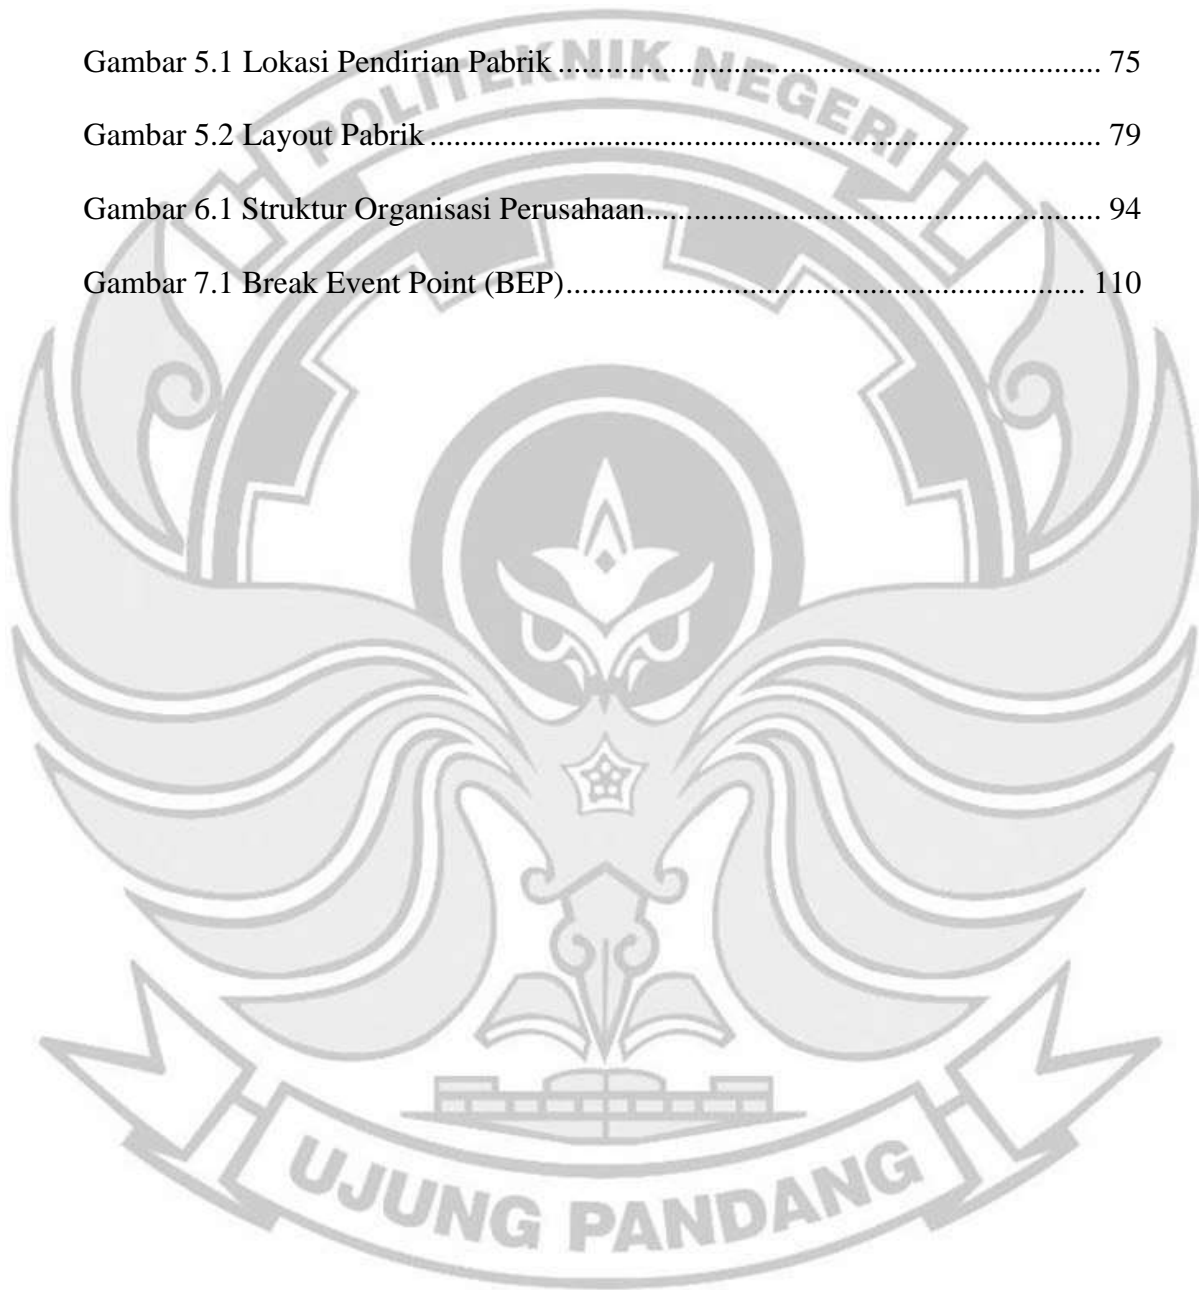 POLITEKNIK NEGERI
Gambar 5.1 Lokasi Pendirian Pabrik .................................................................... 75
Gambar 5.2 Layout Pabrik .................................................................................... 79
Gambar 6.1 Struktur Organisasi Perusahaan......................................................... 94
Gambar 7.1 Break Event Point (BEP)................................................................. 110
UJUNG PANDANG